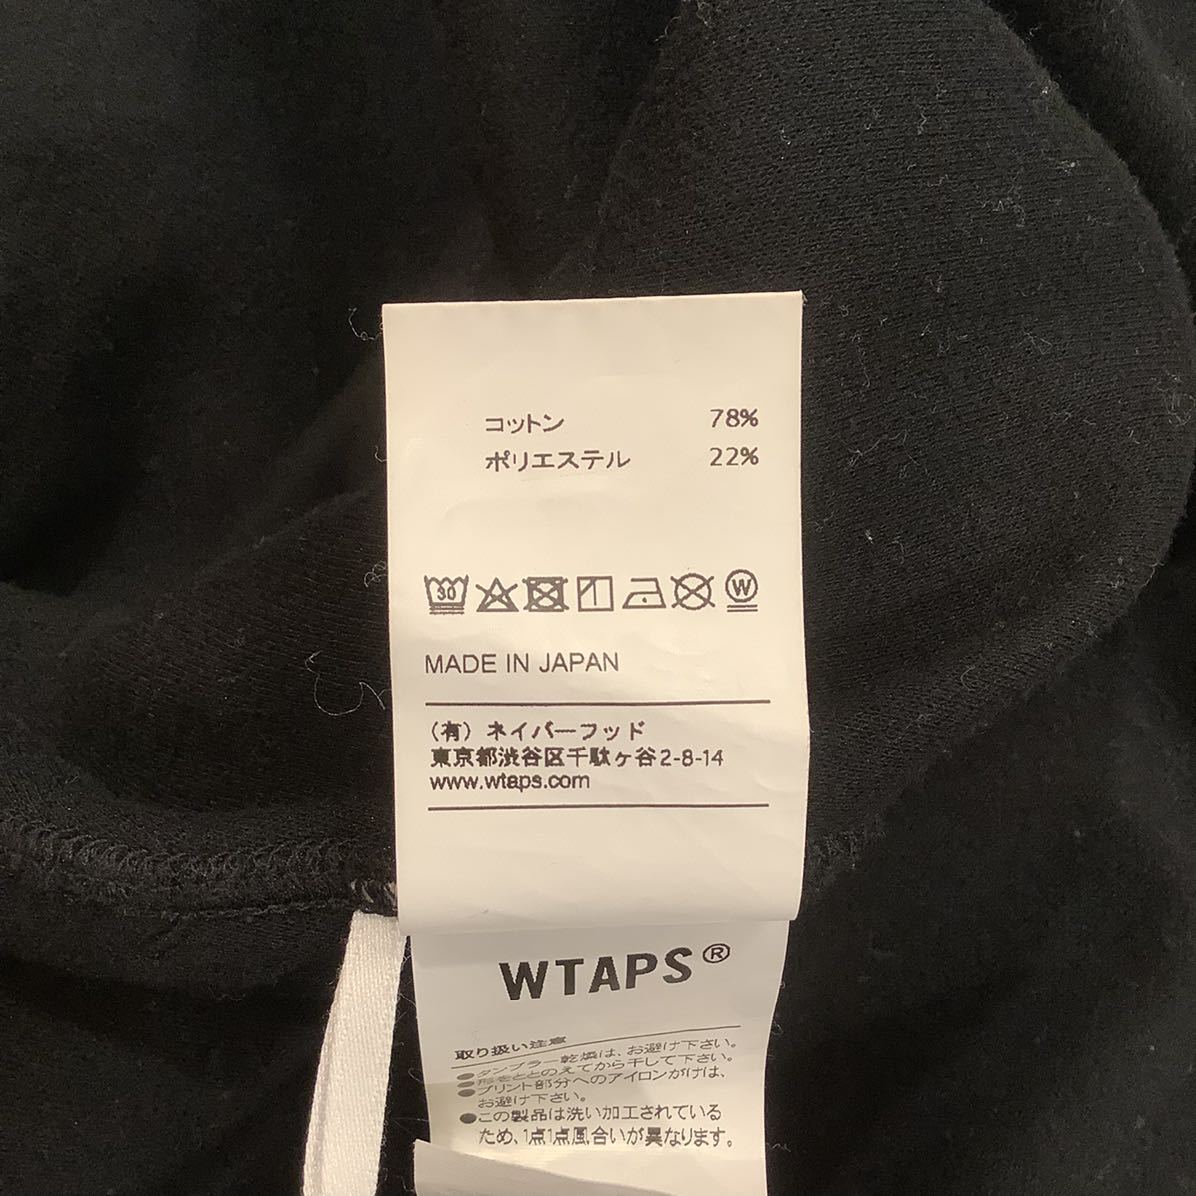 コットン 78%
ポリエステル 22%
30 W
MADE IN JAPAN
(有) ネイバーフッド
東京都渋谷区千駄ヶ谷2-8-14
www.wtaps.com
WTAPS®
取り扱い注意
●タンブラー乾燥は、お避け下さい。
●形をととのえてから干して下さい。
●プリント部分へのアイロンがけは、
お避け下さい。
●この製品は洗い加工されている
ため、1点1点風合いが異なります。